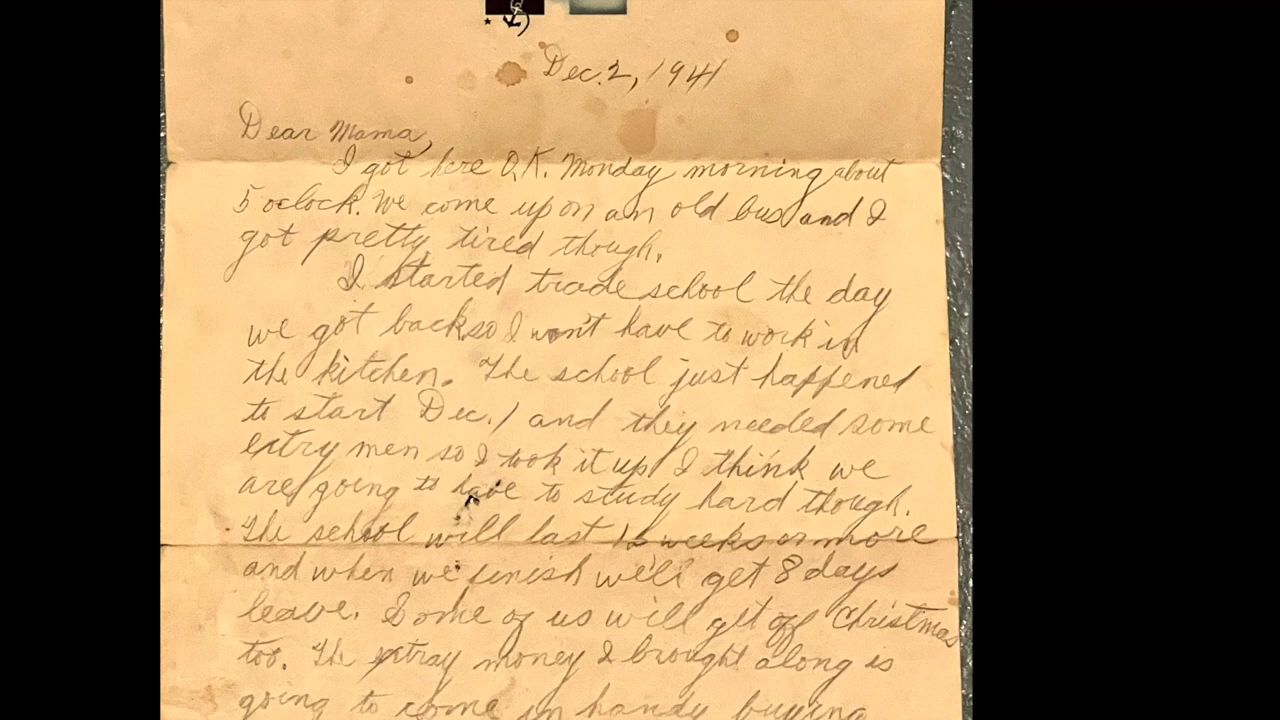 Dec. 2, 1941
Dear Mama,
I got here O.K. Monday morning about
5 oclock. We come up on an old bus and I
got pretty tired though.
I started trade school the day
we got back so I won't have to work in
the kitchen. The school just happened
to start Dec. 1 and they needed some
extry men so I took it up. I think we
are going to have to study hard though.
The school will last 12 weeks or more
and when we finish we'll get 8 days
leave. Some of us will get off Christmas
too. The extray money I brought along is
going to come in handy buying